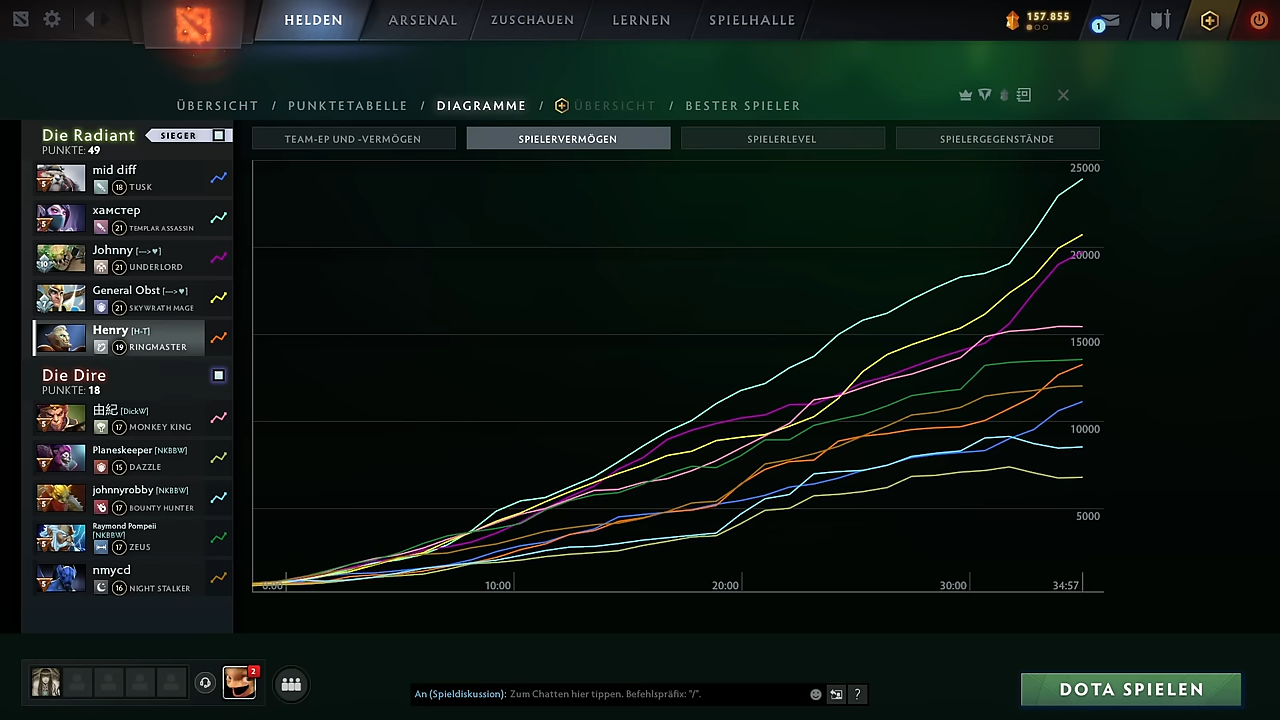 HELDEN
ARSENAL
ZUSCHAUEN
LERNEN
SPIELHALLE
157.855
1
ÜBERSICHT / PUNKTETABELLE / DIAGRAMME / ÜBERSICHT / BESTER SPIELER
Die Radiant
SIEGER
PUNKTE: 49
TEAM-EP UND -VERMÖGEN
SPIELERVERMÖGEN
SPIELERLEVEL
SPIELERGEGENSTÄNDE
mid diff
18 TUSK
хамстер
21 TEMPLAR ASSASSIN
Johnny [--->♥]
21 UNDERLORD
General Obst [--->♥]
21 SKYWRATH MAGE
Henry [H-T]
19 RINGMASTER
Die Dire
PUNKTE: 18
由紀 [DickW]
17 MONKEY KING
Planeskeeper [NKBBW]
15 DAZZLE
johnnyrobby [NKBBW]
17 BOUNTY HUNTER
Raymond Pompeii
[NKBBW]
17 ZEUS
nmycd
16 NIGHT STALKER
25000
20000
15000
10000
5000
0:00
10:00
20:00
30:00
34:57
2
An (Spieldiskussion): Zum Chatten hier tippen. Befehlspräfix: "/".
?
DOTA SPIELEN